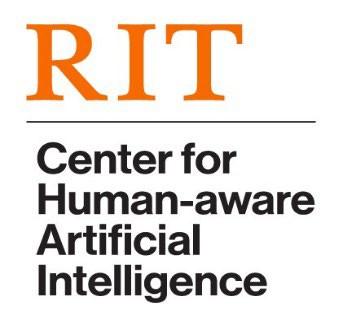 RIT
Center for
Human-aware
Artificial
Intelligence